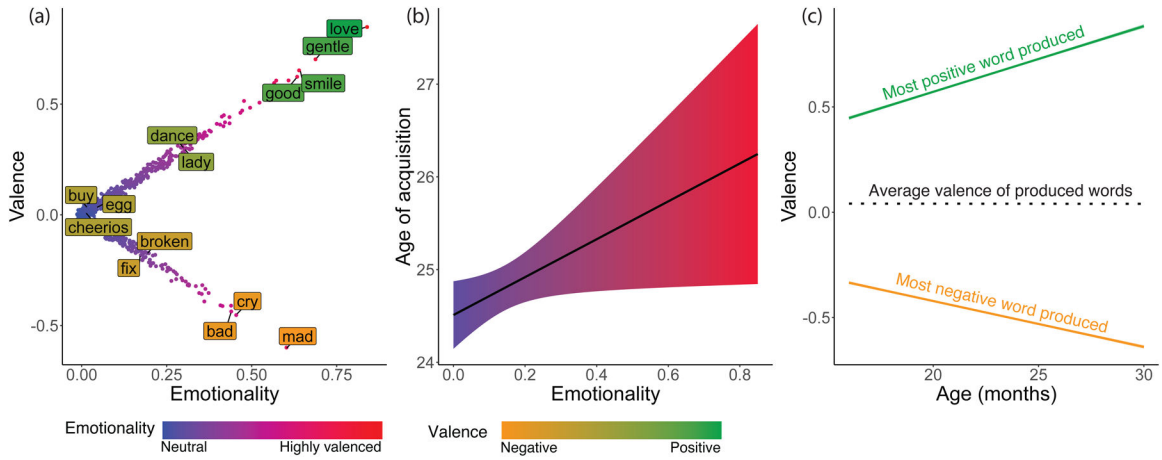 (a)
Valence
0.5
0.0
-0.5
love
gentle
good
smile
dance
lady
buy
egg
cheerios
broken
fix
cry
bad
mad
0.00
0.25
0.50
0.75
Emotionality
(b)
Age of acquisition
27
26
25
24
0.0
0.2
0.4
0.6
0.8
Emotionality
(c)
Valence
0.5
0.0
-0.5
Most positive word produced
Average valence of produced words
Most negative word produced
20
25
30
Age (months)
Emotionality
Neutral
Highly valenced
Valence
Negative
Positive